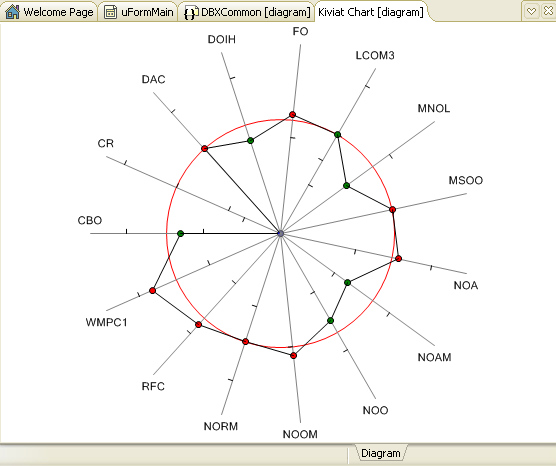 Welcome Page
uFormMain
{} DBXCommon [diagram]
Kiviat Chart [diagram]
FO
DOIH
LCOM3
DAC
MNOL
CR
MSOO
CBO
NOA
WMPC1
NOAM
RFC
NOO
NORM
NOOM
Diagram